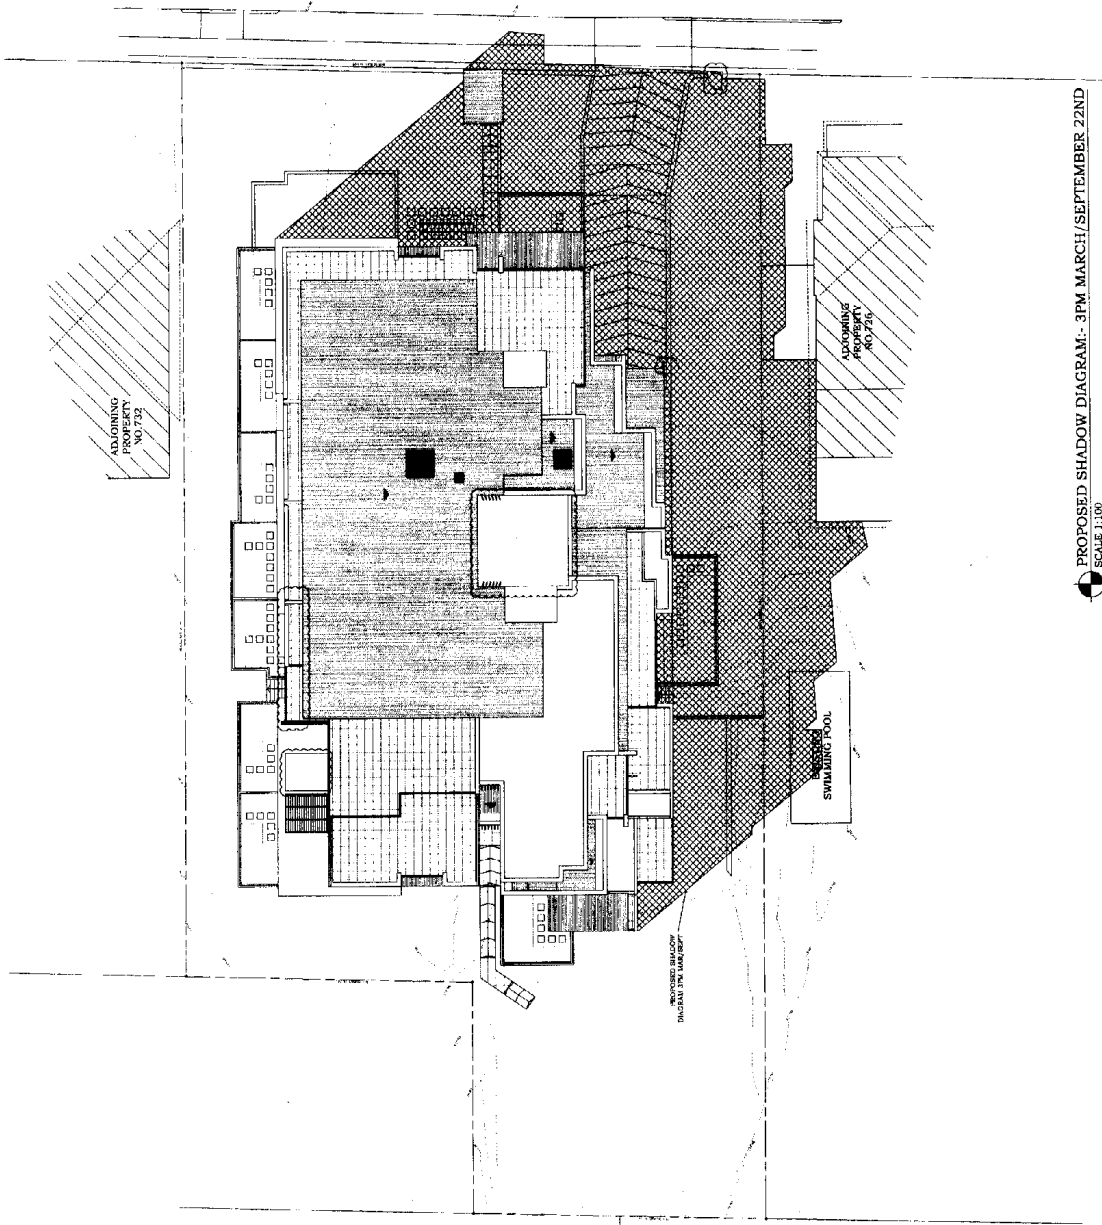 PROPOSED SHADOW DIAGRAM:- 3PM MARCH/SEPTEMBER 22ND
SCALE 1:100
ADJOINING
PROPERTY
NO.732
ADJOINING
PROPERTY
NO.726
SWIMMING POOL
PROPOSED SHADOW
DIAGRAM 3PM MAR/SEPT